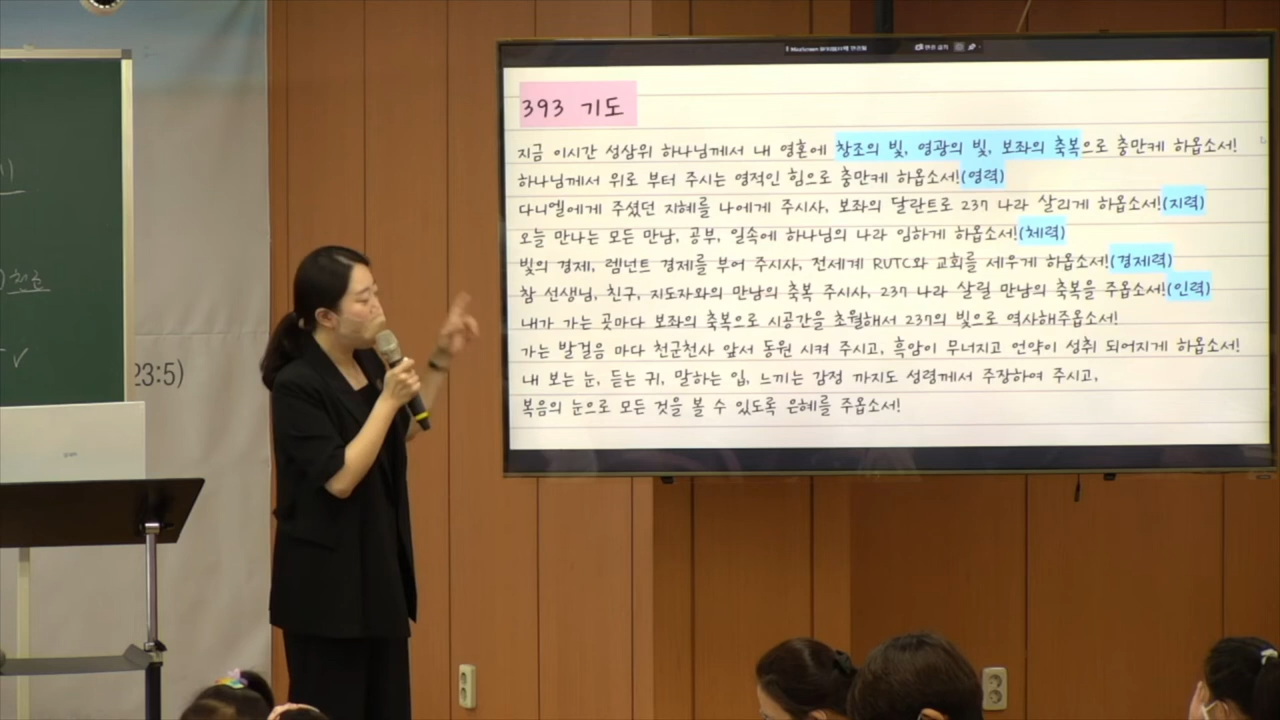 393 기도
지금 이시간 성삼위 하나님께서 내 영혼에 창조의 빛, 영광의 빛, 보좌의 축복으로 충만케 하옵소서!
하나님께서 위로 부터 주시는 영적인 힘으로 충만케 하옵소서!(영력)
다니엘에게 주셨던 지혜를 나에게 주시사, 보좌의 달란트로 237 나라 살리게 하옵소서!(지력)
오늘 만나는 모든 만남, 공부, 일속에 하나님의 나라 임하게 하옵소서!(체력)
빛의 경제, 렘넌트 경제를 부어 주시사, 전세계 RUTC와 교회를 세우게 하옵소서!(경제력)
참 선생님, 친구, 지도자와의 만남의 축복 주시사, 237 나라 살릴 만남의 축복을 주옵소서!(인력)
내가 가는 곳마다 보좌의 축복으로 시공간을 초월해서 237의 빛으로 역사해주옵소서!
가는 발걸음 마다 천군천사 앞서 동원 시켜 주시고, 흑암이 무너지고 언약이 성취 되어지게 하옵소서!
내 보는 눈, 듣는 귀, 말하는 입, 느끼는 감정 까지도 성령께서 주장하여 주시고,
복음의 눈으로 모든 것을 볼 수 있도록 은혜를 주옵소서!
23:5)